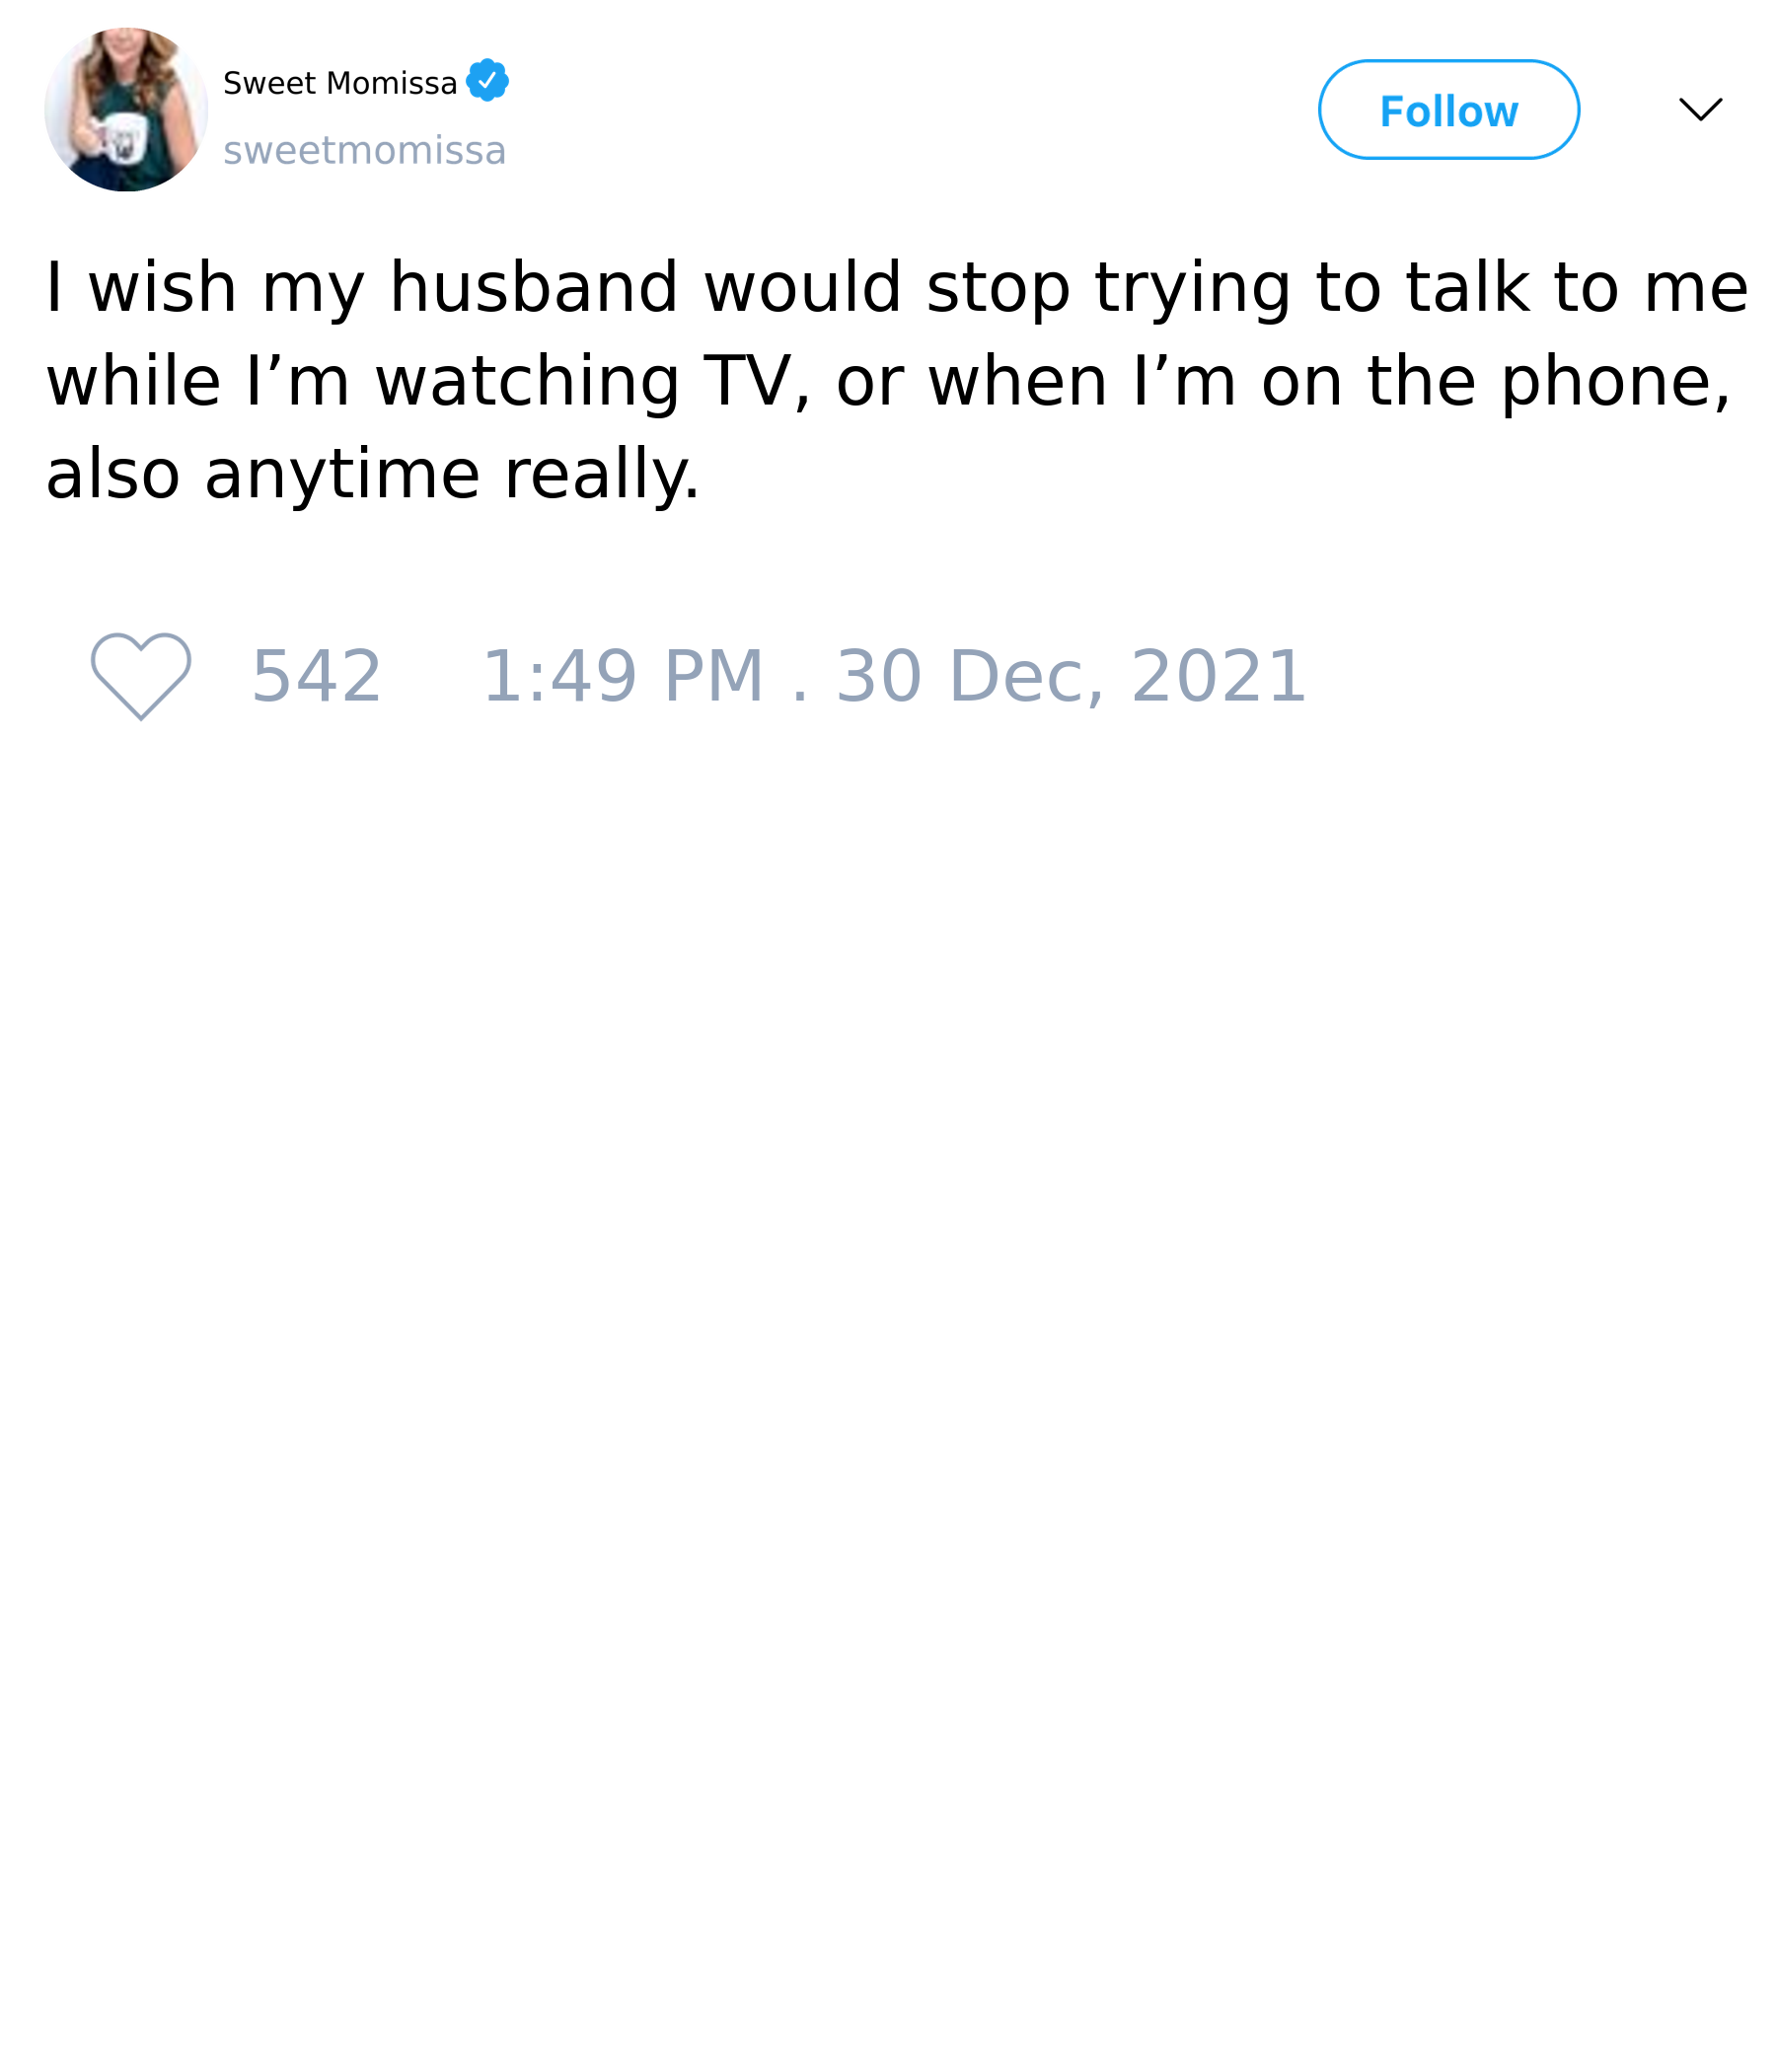 Sweet Momissa
sweetmomissa
Follow
I wish my husband would stop trying to talk to me
while I’m watching TV, or when I’m on the phone,
also anytime really.
542 1:49 PM . 30 Dec, 2021